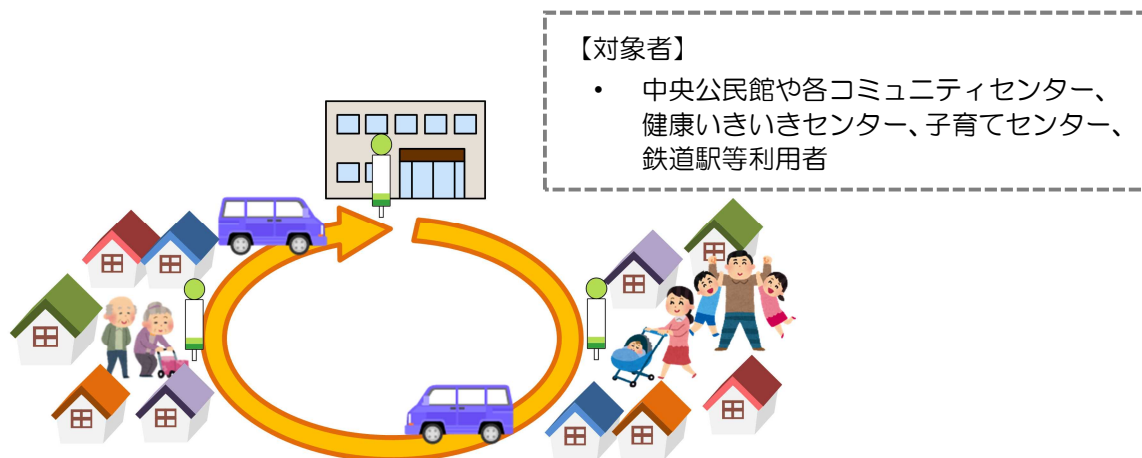 【対象者】
• 中央公民館や各コミュニティセンター、
健康いきいきセンター、子育てセンター、
鉄道駅等利用者